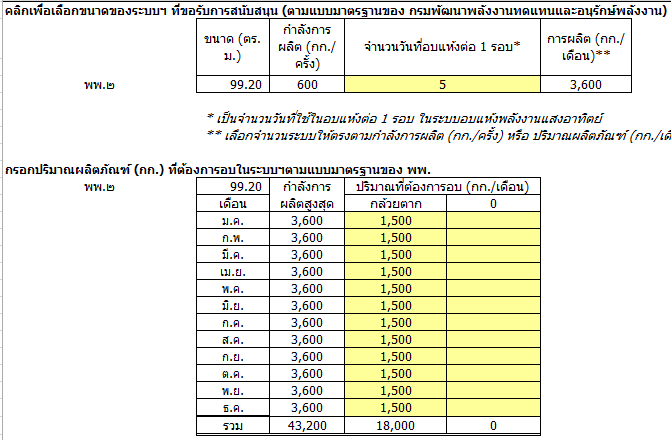 คลิกเพื่อเลือกขนาดของระบบฯ ที่ขอรับการสนับสนุน (ตามแบบมาตรฐานของ กรมพัฒนาพลังงานทดแทนและอนุรักษ์พลังงาน)
ขนาด (ตร.ม.) กำลังการผลิต (กก./ครั้ง) จำนวนวันที่อบแห้งต่อ 1 รอบ* การผลิต (กก./เดือน)**
พพ.๒ 99.20 600 5 3,600
* เป็นจำนวนวันที่ใช้ในอบแห้งต่อ 1 รอบ ในระบบอบแห้งพลังงานแสงอาทิตย์
** เลือกจำนวนระบบให้ตรงตามกำลังการผลิต (กก./ครั้ง) หรือ ปริมาณผลิตภัณฑ์ (กก./เดื
กรอกปริมาณผลิตภัณฑ์ (กก.) ที่ต้องการอบในระบบฯตามแบบมาตรฐานของ พพ.
พพ.๒ 99.20 กำลังการ ปริมาณที่ต้องการอบ (กก./เดือน)
เดือน ผลิตสูงสุด กล้วยตาก 0
ม.ค. 3,600 1,500
ก.พ. 3,600 1,500
มี.ค. 3,600 1,500
เม.ย. 3,600 1,500
พ.ค. 3,600 1,500
มิ.ย. 3,600 1,500
ก.ค. 3,600 1,500
ส.ค. 3,600 1,500
ก.ย. 3,600 1,500
ต.ค. 3,600 1,500
พ.ย. 3,600 1,500
ธ.ค. 3,600 1,500
รวม 43,200 18,000 0